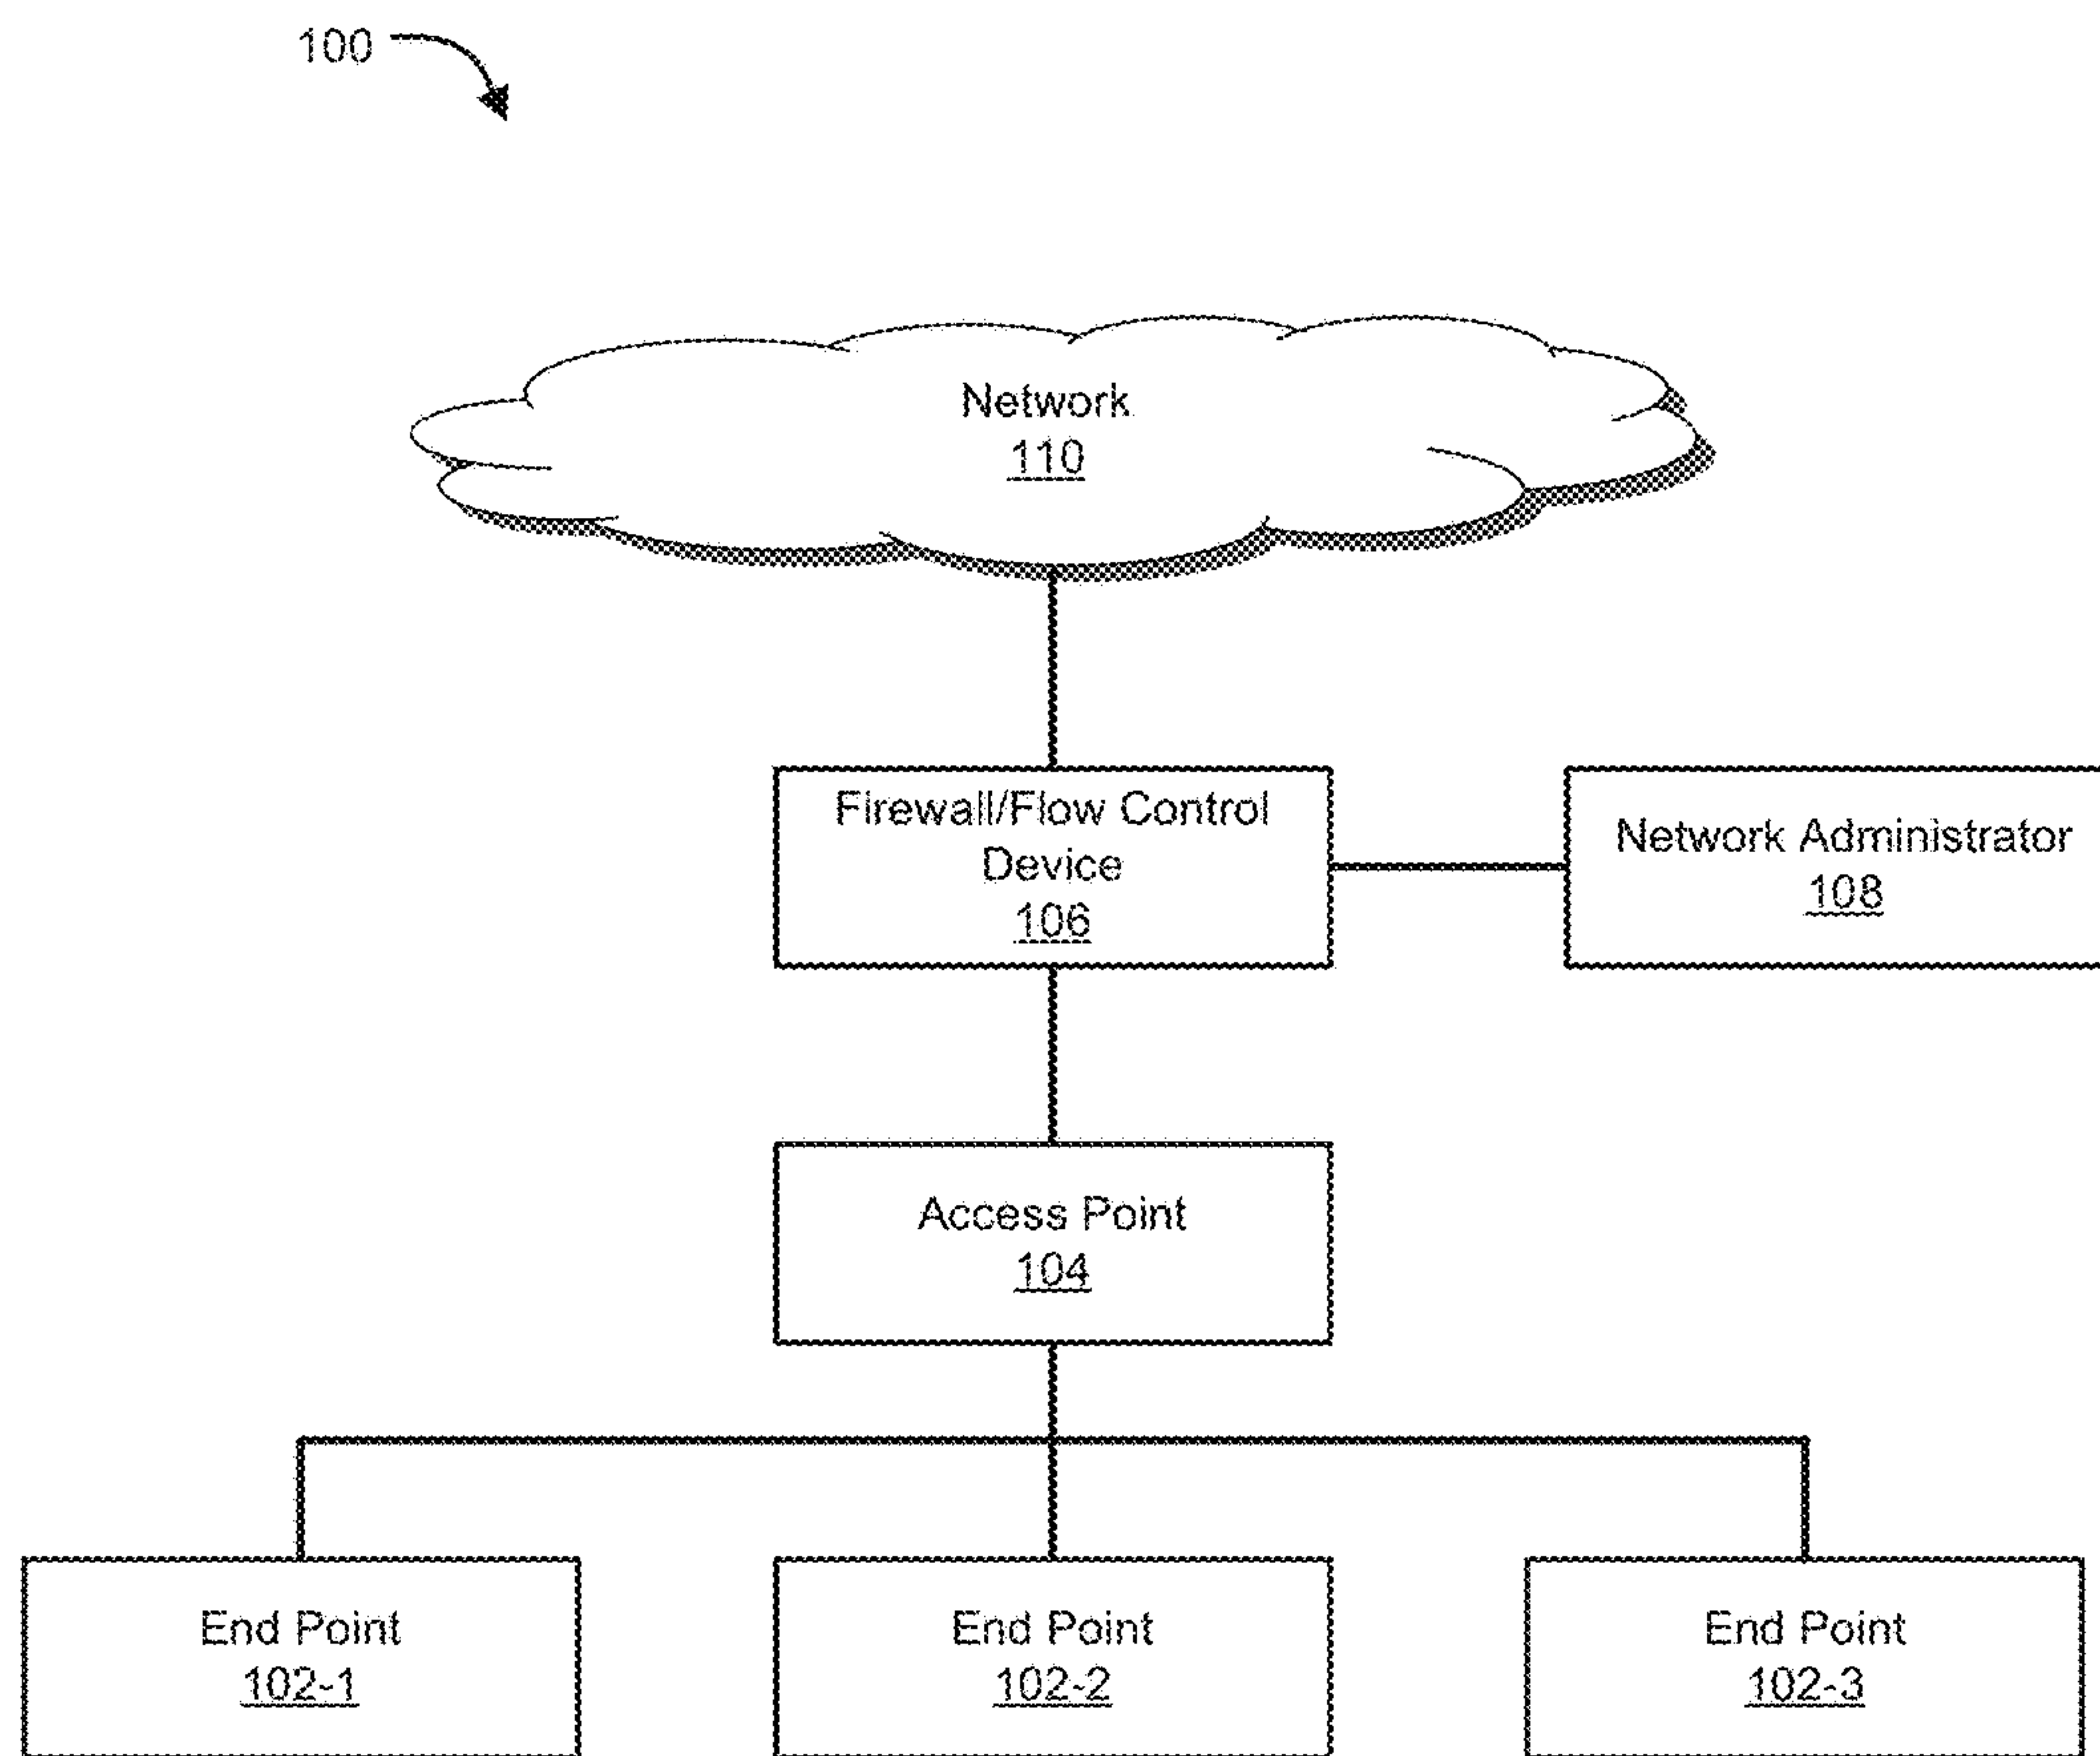 100
Network
110
Firewall/Flow Control
Device
106
Network Administrator
108
Access Point
104
End Point
102-1
End Point
102-2
End Point
102-3